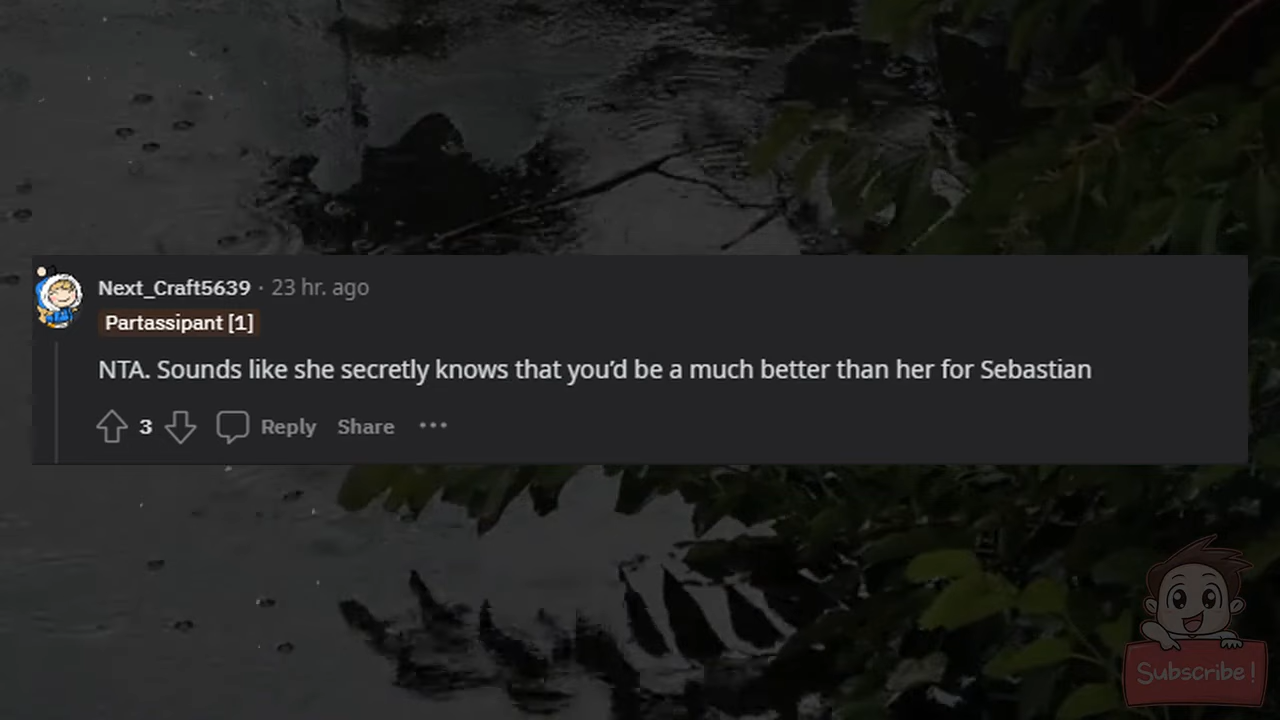 Next_Craft5639 · 23 hr. ago
Partassipant [1]
NTA. Sounds like she secretly knows that you’d be a much better than her for Sebastian
3 Reply Share ···
Subscribe!